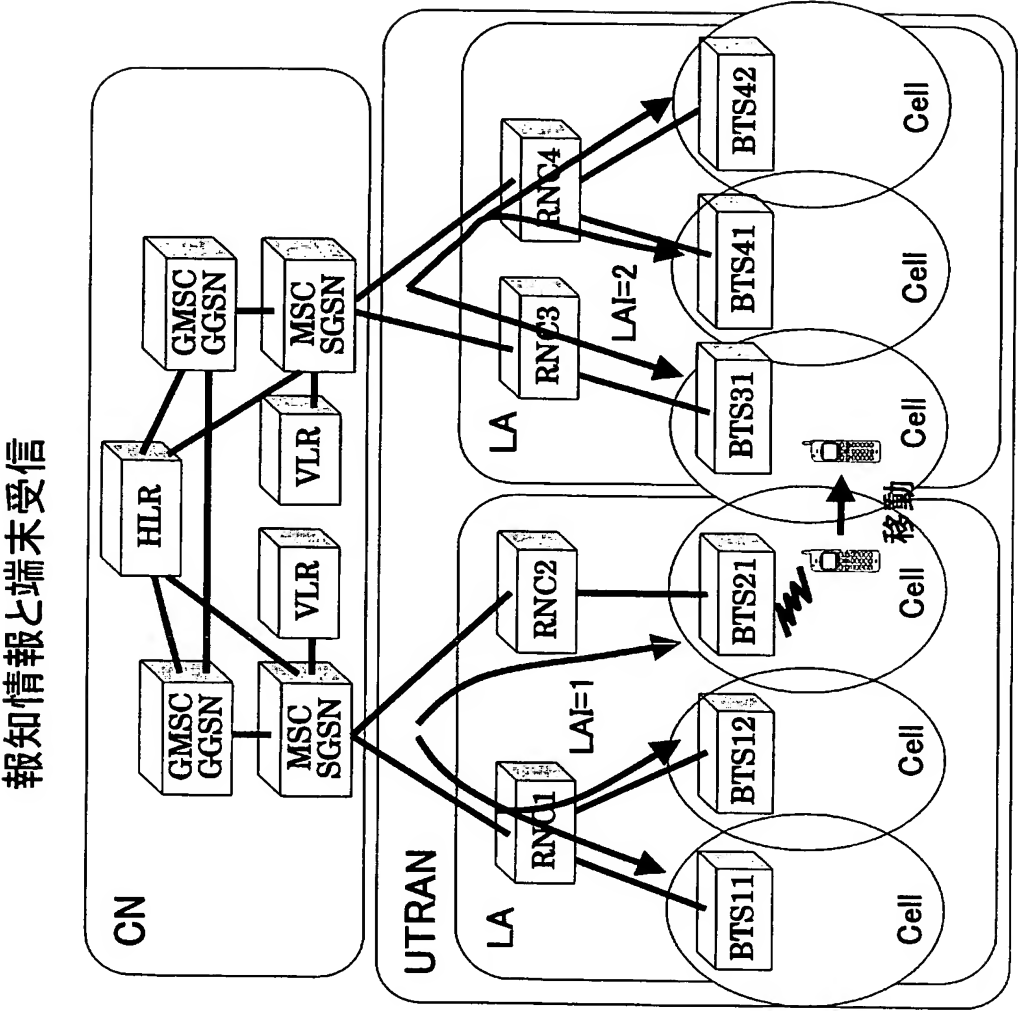 報知情報と端末受信
CN
HLR
GMSC
GGSN
GMSC
GGSN
MSC
SGSN
VLR
VLR
MSC
SGSN
UTRAN
LA
LA
RNC1
RNC2
RNC3
RNC4
LAI=1
LAI=2
BTS11
BTS12
BTS21
BTS31
BTS41
BTS42
移動
Cell
Cell
Cell
Cell
Cell
Cell